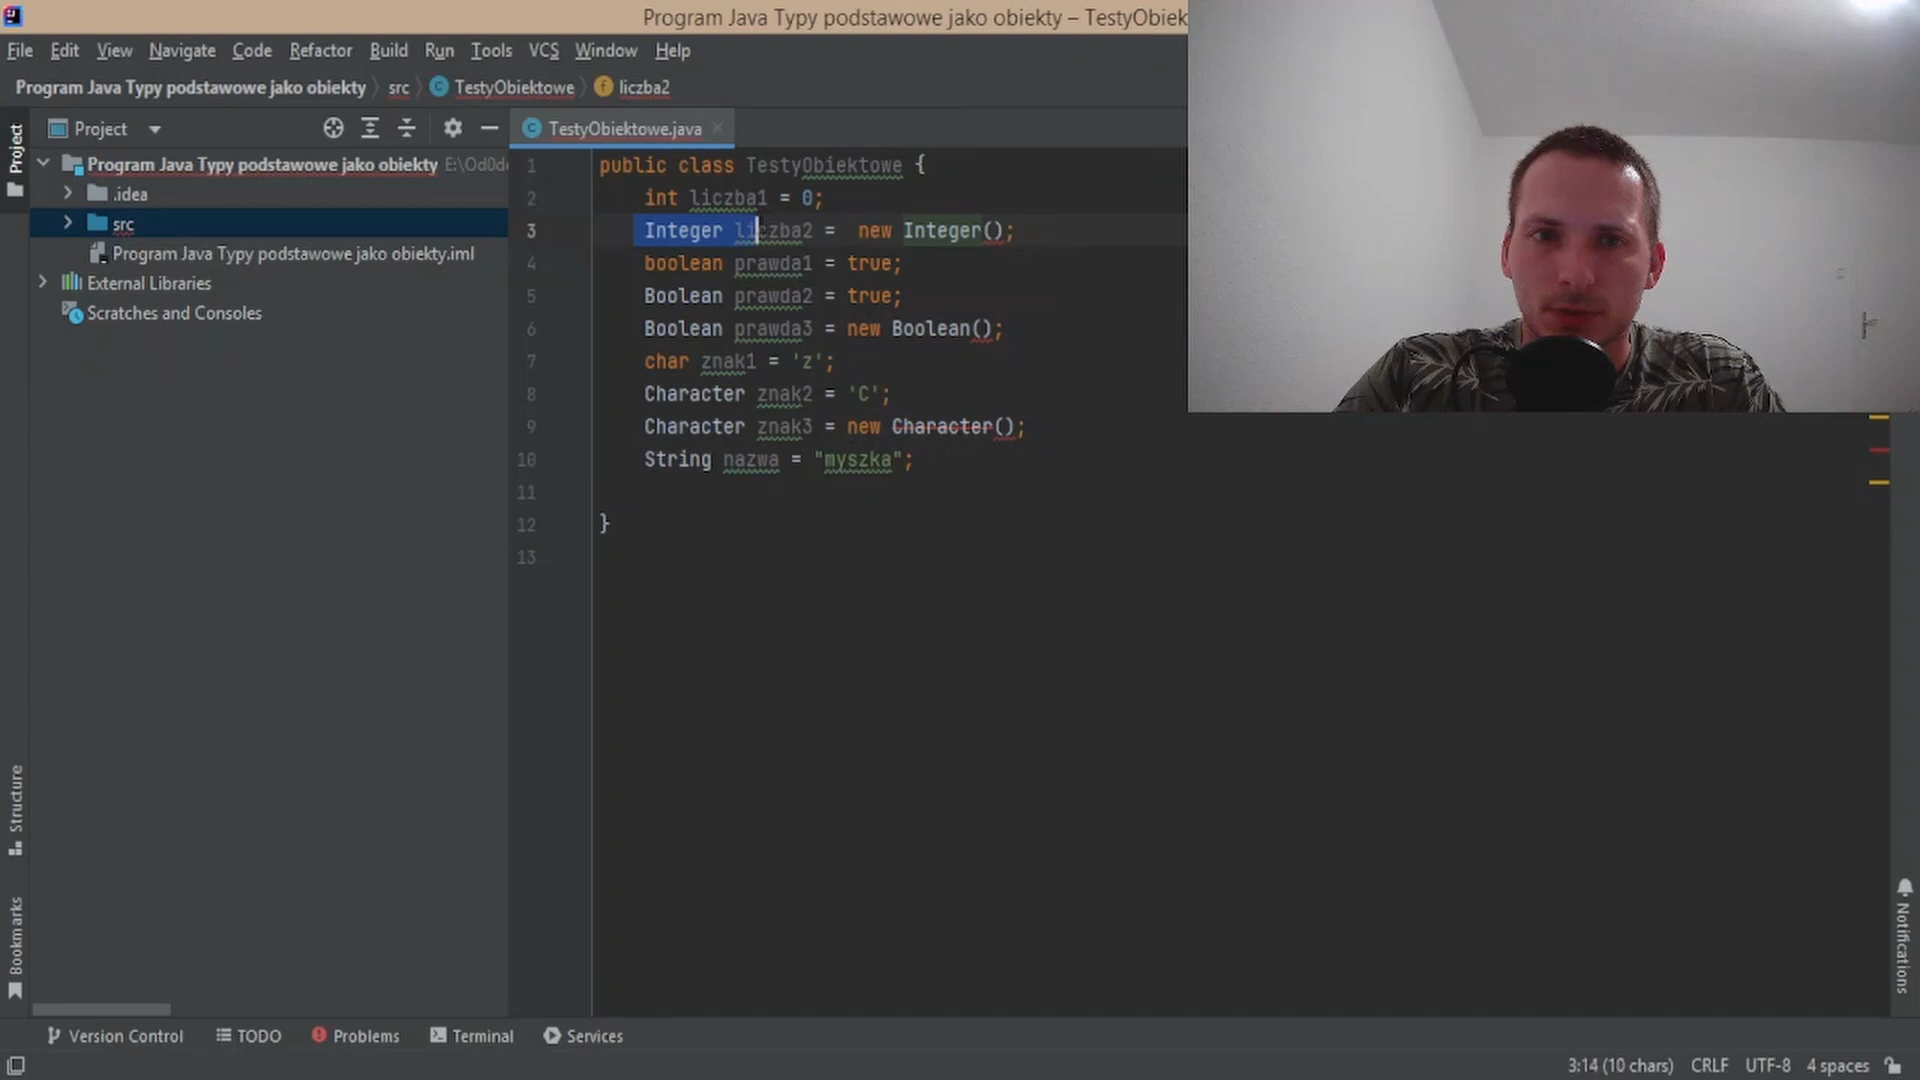 Program Java Typy podstawowe jako obiekty – TestyObiek
File Edit View Navigate Code Refactor Build Run Tools VCS Window Help
Program Java Typy podstawowe jako obiekty src TestyObiektowe liczba2
Project
Project
TestyObiektowe.java
Program Java Typy podstawowe jako obiekty
.idea
src
Program Java Typy podstawowe jako obiekty.iml
External Libraries
Scratches and Consoles
1 public class TestyObiektowe {
2 int liczba1 = 0;
3 Integer liczba2 =  new Integer();
4 boolean prawda1 = true;
5 Boolean prawda2 = true;
6 Boolean prawda3 = new Boolean();
7 char znak1 = 'z';
8 Character znak2 = 'C';
9 Character znak3 = new Character();
10 String nazwa = "myszka";
11
12 }
13
Structure
Bookmarks
Notifications
Version Control TODO Problems Terminal Services
3:14 (10 chars) CRLF UTF-8 4 spaces